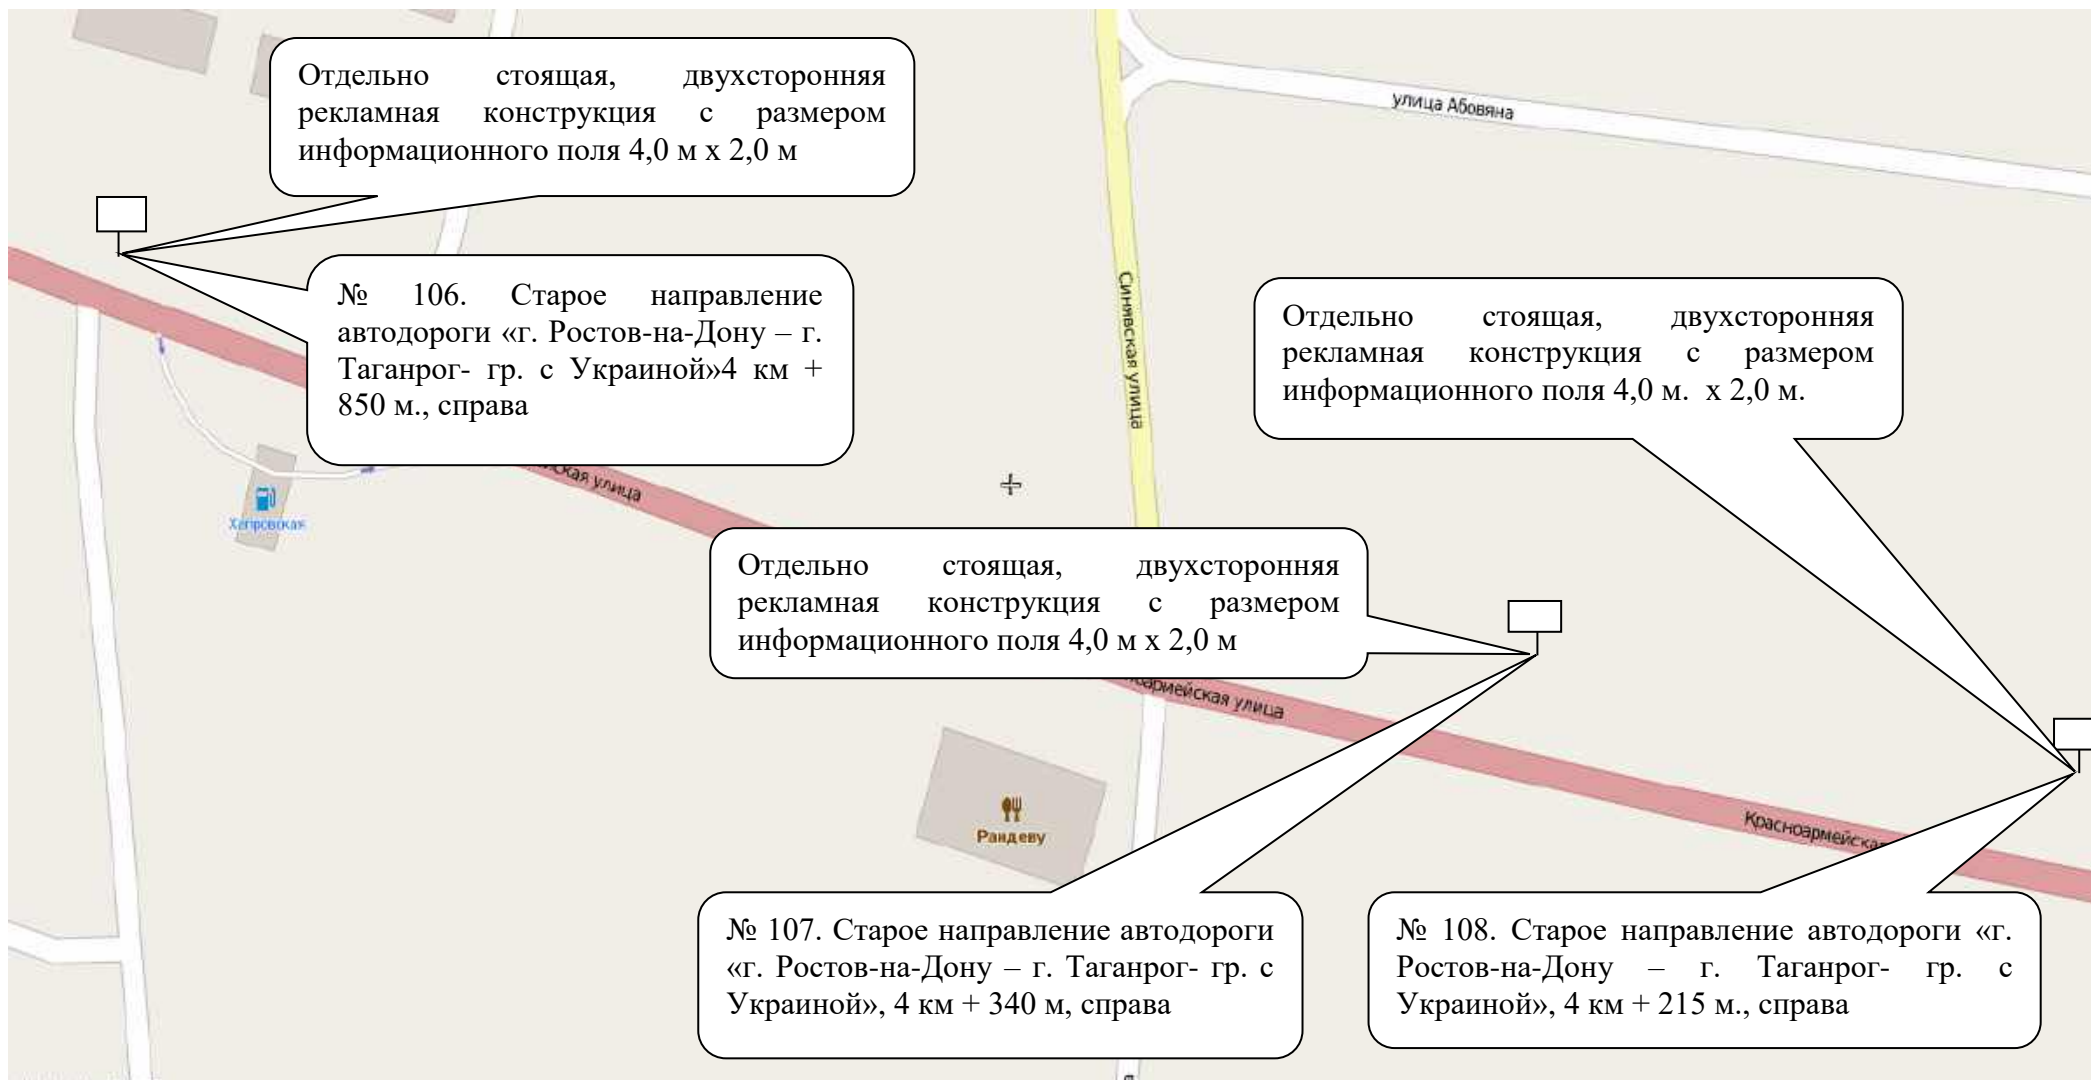 Отдельно стоящая, двухсторонняя
рекламная конструкция с размером
информационного поля 4,0 м х 2,0 м
улица Абовяна
№ 106. Старое направление
автодороги «г. Ростов-на-Дону – г.
Таганрог- гр. с Украиной»4 км +
850 м., справа
Синявская улица
Отдельно стоящая, двухсторонняя
рекламная конструкция с размером
информационного поля 4,0 м. х 2,0 м.
улица
Хапровская
Отдельно стоящая, двухсторонняя
рекламная конструкция с размером
информационного поля 4,0 м х 2,0 м
улица
Рандеву
Красноармейская
№ 107. Старое направление автодороги
«г. Ростов-на-Дону – г. Таганрог- гр. с
Украиной», 4 км + 340 м, справа
№ 108. Старое направление автодороги «г.
Ростов-на-Дону – г. Таганрог- гр. с
Украиной», 4 км + 215 м., справа